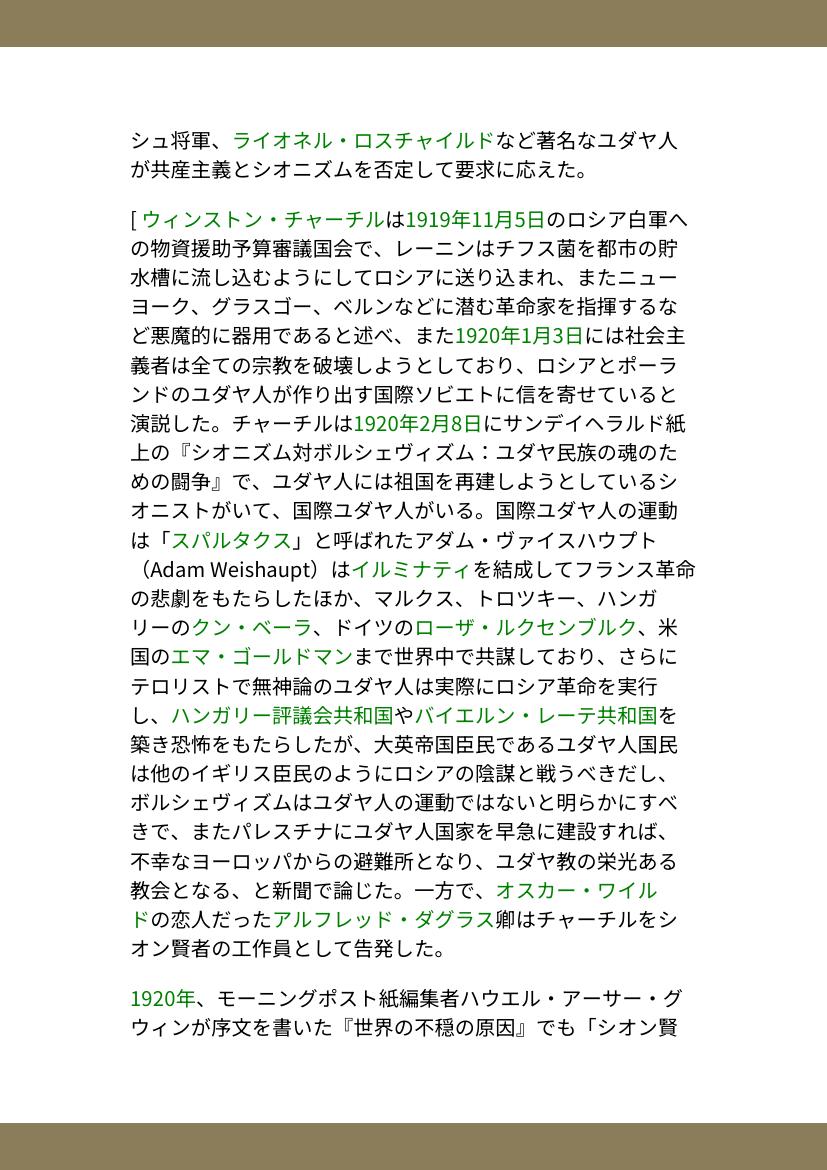 シュ将軍、ライオネル・ロスチャイルドなど著名なユダヤ人
が共産主義とシオニズムを否定して要求に応えた。
[ ウィンストン・チャーチルは1919年11月5日のロシア白軍へ
の物資援助予算審議国会で、レーニンはチフス菌を都市の貯
水槽に流し込むようにしてロシアに送り込まれ、またニュー
ヨーク、グラスゴー、ベルンなどに潜む革命家を指揮するな
ど悪魔的に器用であると述べ、また1920年1月3日には社会主
義者は全ての宗教を破壊しようとしており、ロシアとポーラ
ンドのユダヤ人が作り出す国際ソビエトに信を寄せていると
演説した。チャーチルは1920年2月8日にサンデイヘラルド紙
上の『シオニズム対ボルシェヴィズム：ユダヤ民族の魂のた
めの闘争』で、ユダヤ人には祖国を再建しようとしているシ
オニストがいて、国際ユダヤ人がいる。国際ユダヤ人の運動
は「スパルタクス」と呼ばれたアダム・ヴァイスハウプト
（Adam Weishaupt）はイルミナティを結成してフランス革命
の悲劇をもたらしたほか、マルクス、トロツキー、ハンガ
リーのクン・ベーラ、ドイツのローザ・ルクセンブルク、米
国のエマ・ゴールドマンまで世界中で共謀しており、さらに
テロリストで無神論のユダヤ人は実際にロシア革命を実行
し、ハンガリー評議会共和国やバイエルン・レーテ共和国を
築き恐怖をもたらしたが、大英帝国臣民であるユダヤ人国民
は他のイギリス臣民のようにロシアの陰謀と戦うべきだし、
ボルシェヴィズムはユダヤ人の運動ではないと明らかにすべ
きで、またパレスチナにユダヤ人国家を早急に建設すれば、
不幸なヨーロッパからの避難所となり、ユダヤ教の栄光ある
教会となる、と新聞で論じた。一方で、オスカー・ワイル
ドの恋人だったアルフレッド・ダグラス卿はチャーチルをシ
オン賢者の工作員として告発した。
1920年、モーニングポスト紙編集者ハウエル・アーサー・グ
ウィンが序文を書いた『世界の不穏の原因』でも「シオン賢